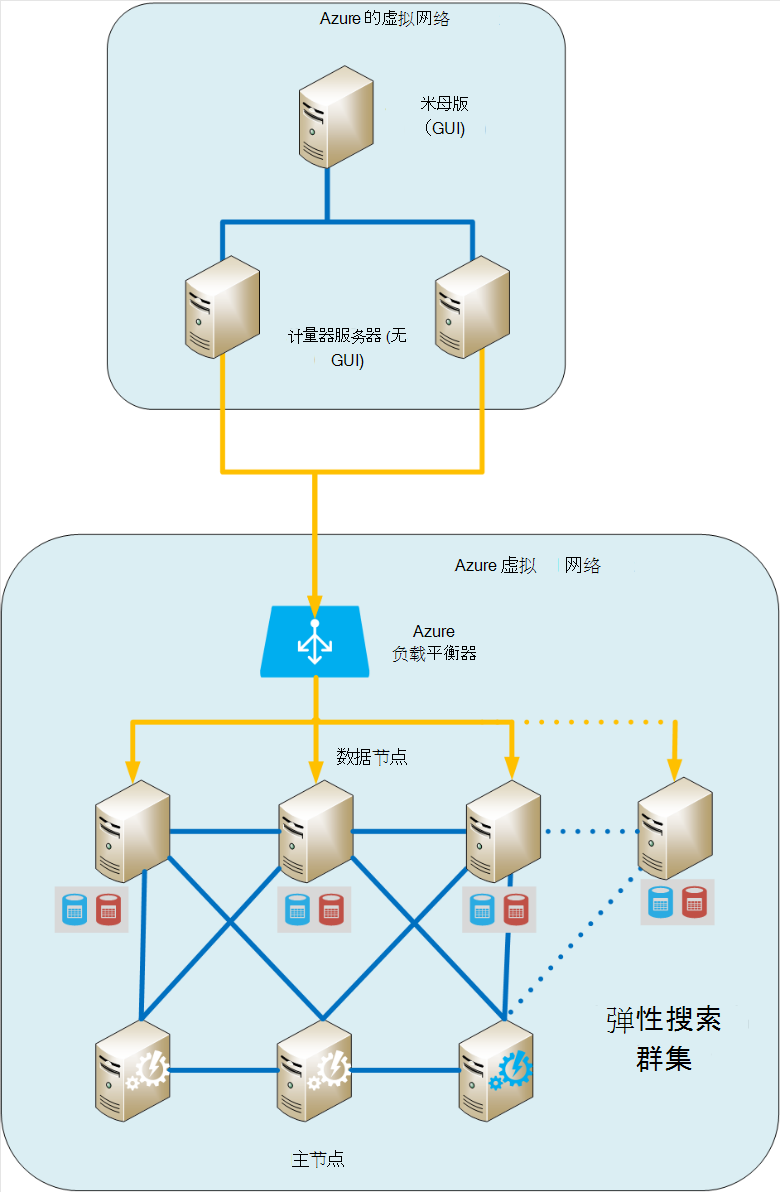 Azure 的虚拟网络
米母版
（GUI)
计量器服务器 (无
GUI)
Azure 虚拟 网络
Azure
负载平衡器
数据节点
弹性搜索
群集
主节点